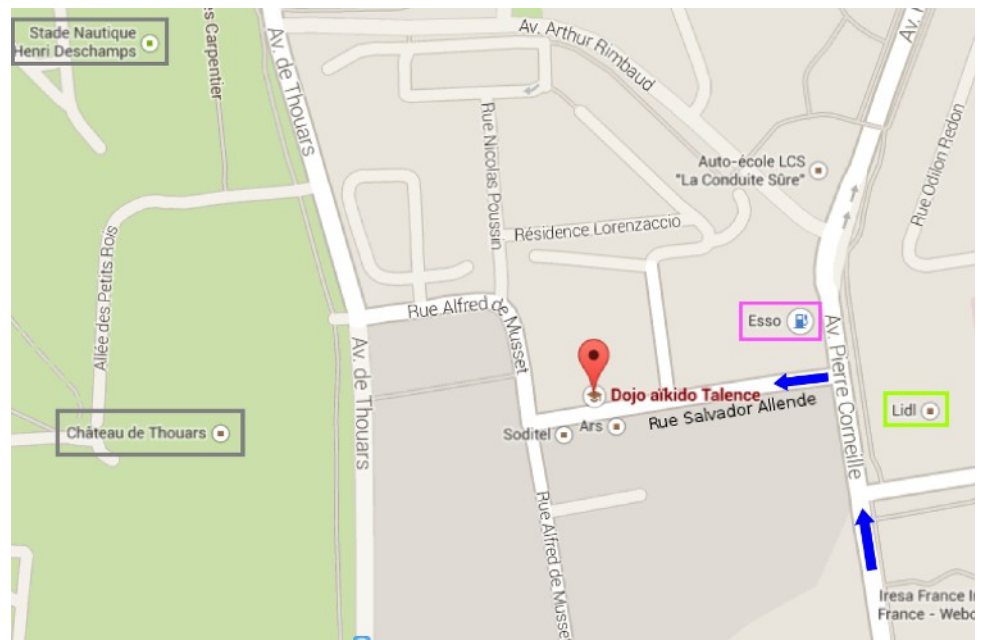 Stade Nautique
Henri Deschamps
Carpentier
Av. de Thouars
Av. Arthur Rimbaud
Rue Nicolas Poussin
Auto-école LCS
"La Conduite Sûre"
Rue Odilon Redon
Résidence Lorenzaccio
Allée des Petits Rois
Rue Alfred de Musset
Esso
Av. Pierre Corneille
Av. de Thouars
Dojo aïkido Talence
Rue Salvador Allende
Lidl
Château de Thouars
Soditel
Ars
Rue Alfred de Musset
Iresa France
France - Webc